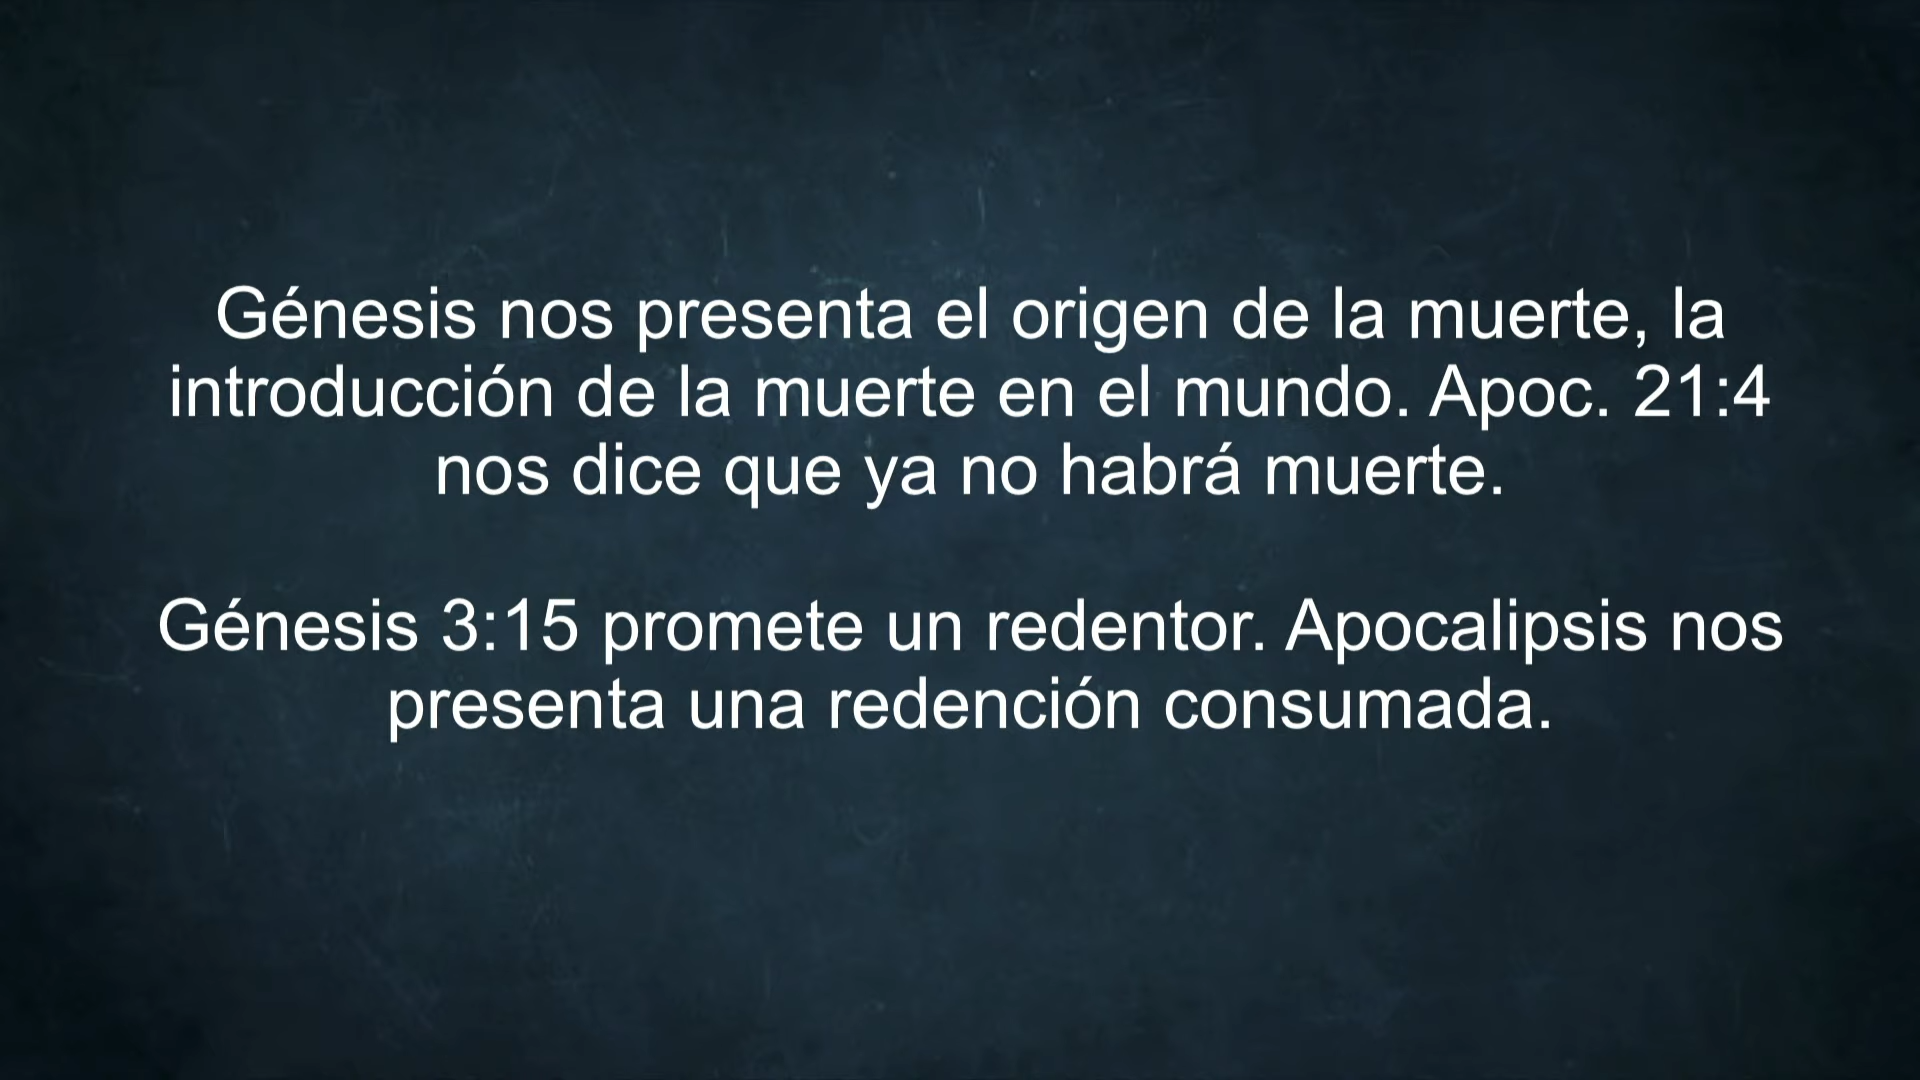 Génesis nos presenta el origen de la muerte, la
introducción de la muerte en el mundo. Apoc. 21:4
nos dice que ya no habrá muerte.
Génesis 3:15 promete un redentor. Apocalipsis nos
presenta una redención consumada.